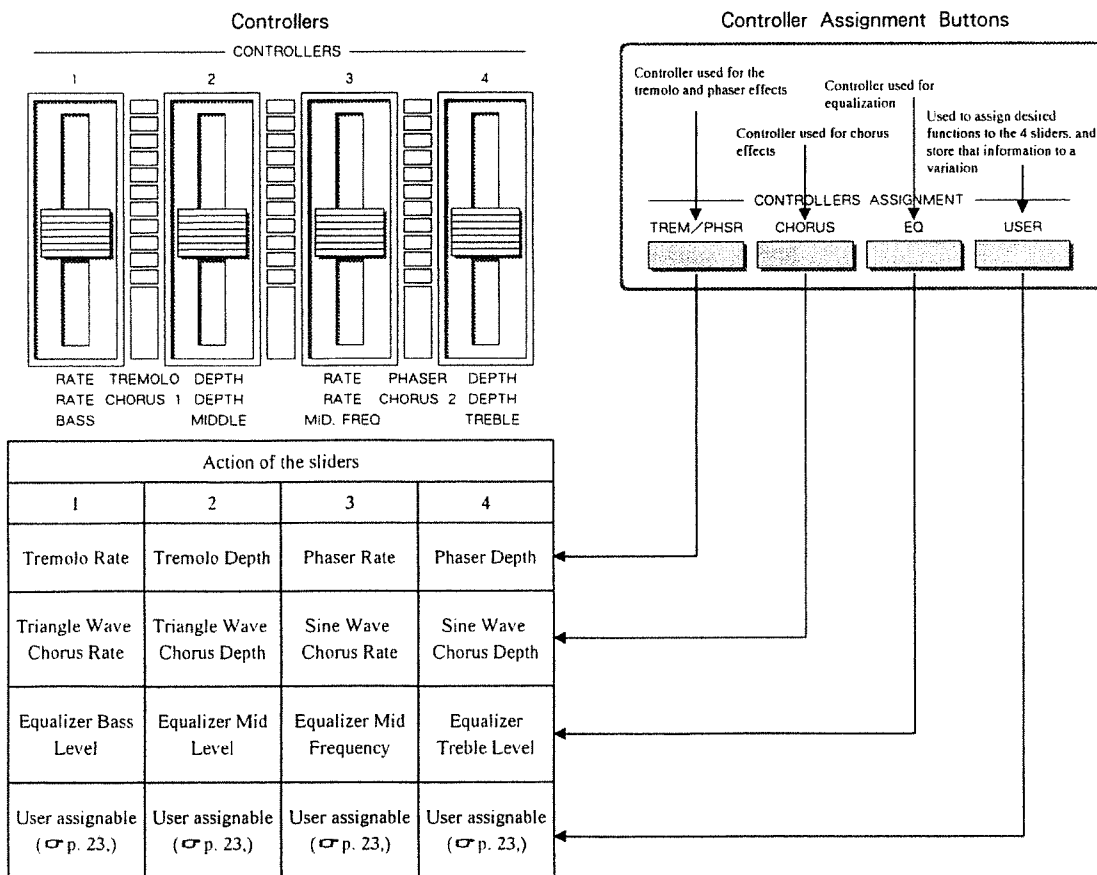 Controllers
CONTROLLERS
1 2 3 4
RATE TREMOLO DEPTH RATE PHASER DEPTH
RATE CHORUS 1 DEPTH RATE CHORUS 2 DEPTH
BASS MIDDLE MiD. FREQ TREBLE
Controller Assignment Buttons
Controller used for the
tremolo and phaser effects
Controller used for chorus
effects
Controller used for
equalization
Used to assign desired
functions to the 4 sliders, and
store that information to a
variation
CONTROLLERS ASSIGNMENT
TREM/PHSR CHORUS EQ USER
Action of the sliders
1 2 3 4
Tremolo Rate Tremolo Depth Phaser Rate Phaser Depth
Triangle Wave Triangle Wave Sine Wave Sine Wave
Chorus Rate Chorus Depth Chorus Rate Chorus Depth
Equalizer Bass Equalizer Mid Equalizer Mid Equalizer
Level Level Frequency Treble Level
User assignable User assignable User assignable User assignable
(☞ p. 23,) (☞ p. 23,) (☞ p. 23,) (☞ p. 23,)